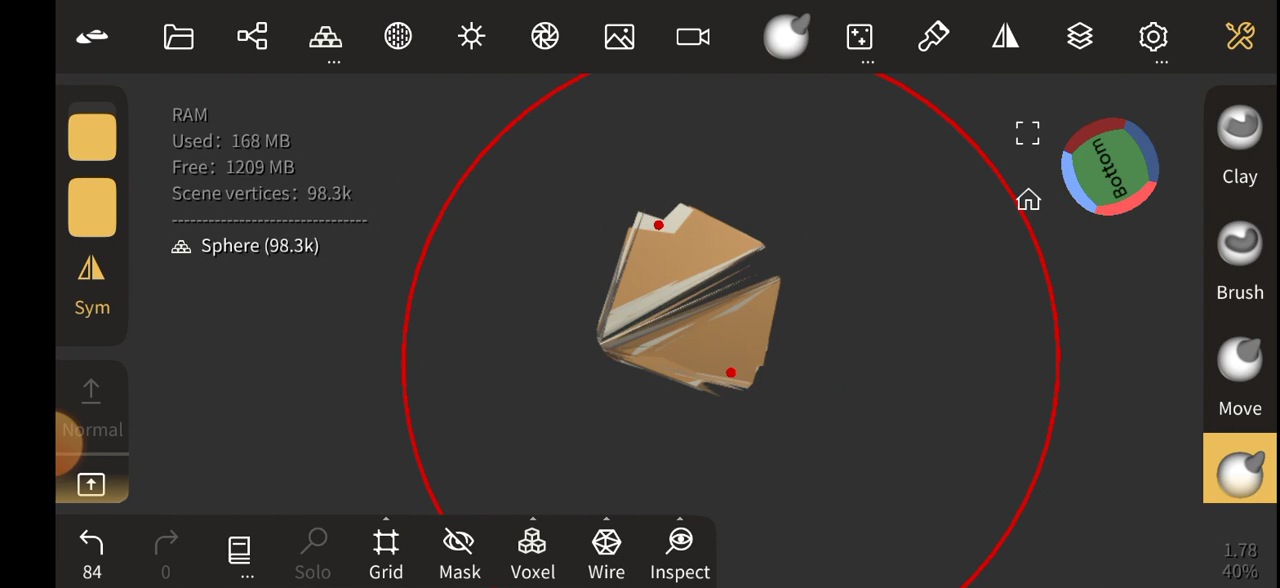 RAM
Used: 168 MB
Free: 1209 MB
Scene vertices: 98.3k
--------------------------------
Sphere (98.3k)
Bottom
Sym
Normal
Clay
Brush
Move
84
0
...
Solo
Grid
Mask
Voxel
Wire
Inspect
1.78
40%